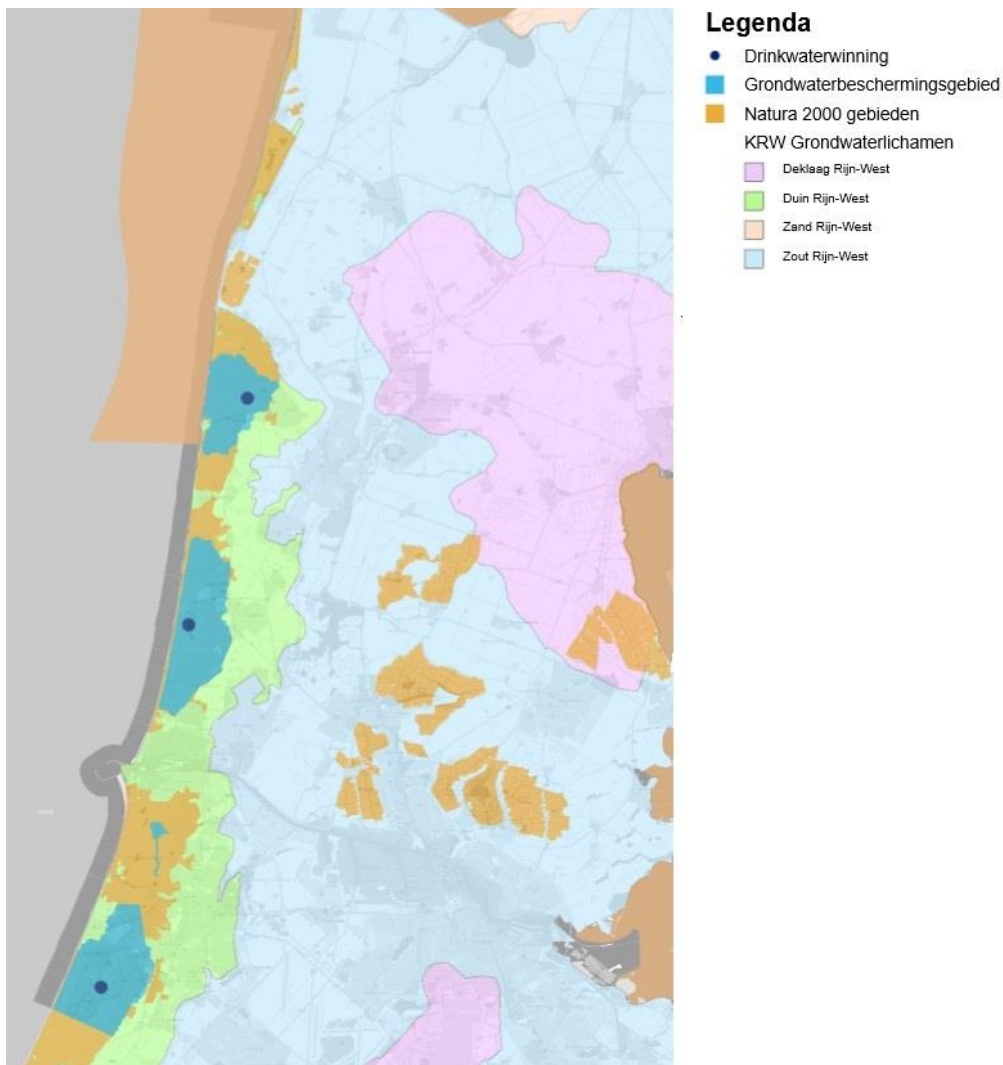 Legenda
Drinkwaterwinning
Grondwaterbeschermingsgebied
Natura 2000 gebieden
KRW Grondwaterlichamen
Deklaag Rijn-West
Duin Rijn-West
Zand Rijn-West
Zout Rijn-West